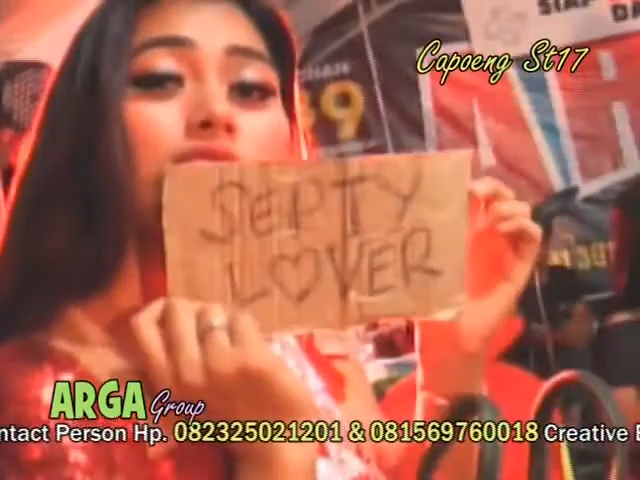 Capoeng St17
SEPTY
L♡VER
ARGA Group
ntact Person Hp. 082325021201 & 081569760018 Creative